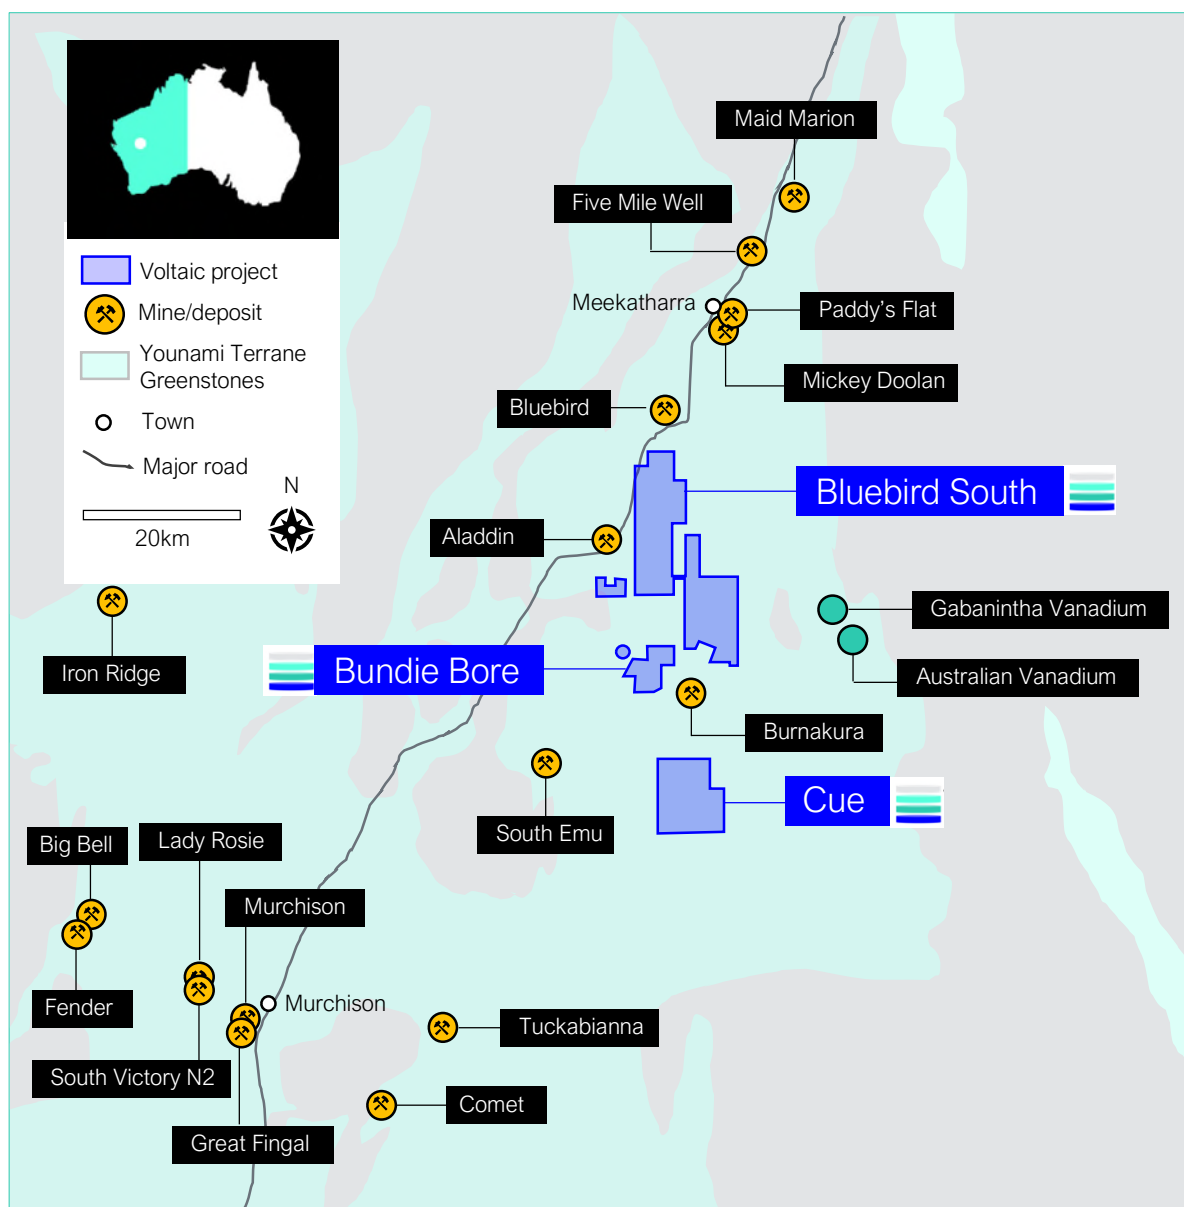 Maid Marion
Five Mile Well
Voltaic project
Meekatharra
Paddy's Flat
Mine/deposit
Younami Terrane
Greenstones
Mickey Doolan
Bluebird
Town
Major road
N
Bluebird South
20km
Aladdin
Gabanintha Vanadium
Iron Ridge
Bundie Bore
Australian Vanadium
Burnakura
Cue
South Emu
Big Bell
Lady Rosie
Murchison
Fender
Murchison
Tuckabianna
South Victory N2
Comet
Great Fingal